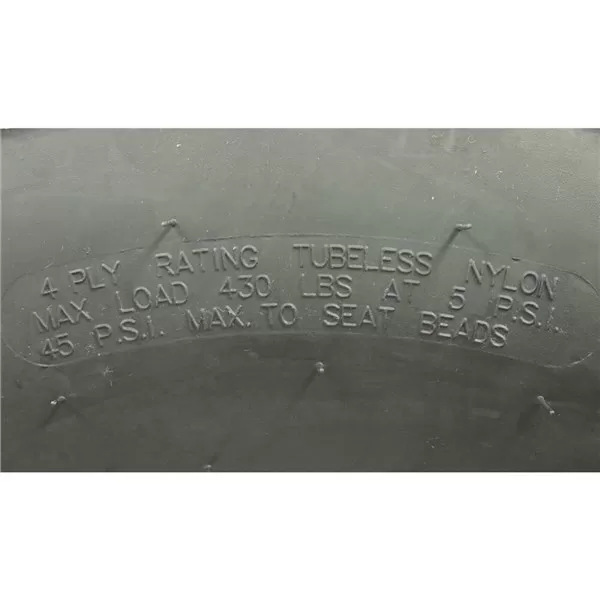 4 PLY RATING TUBELESS NYLON
MAX LOAD 430 LBS AT 5 P.S.I.
45 P.S.I. MAX. TO SEAT BEADS